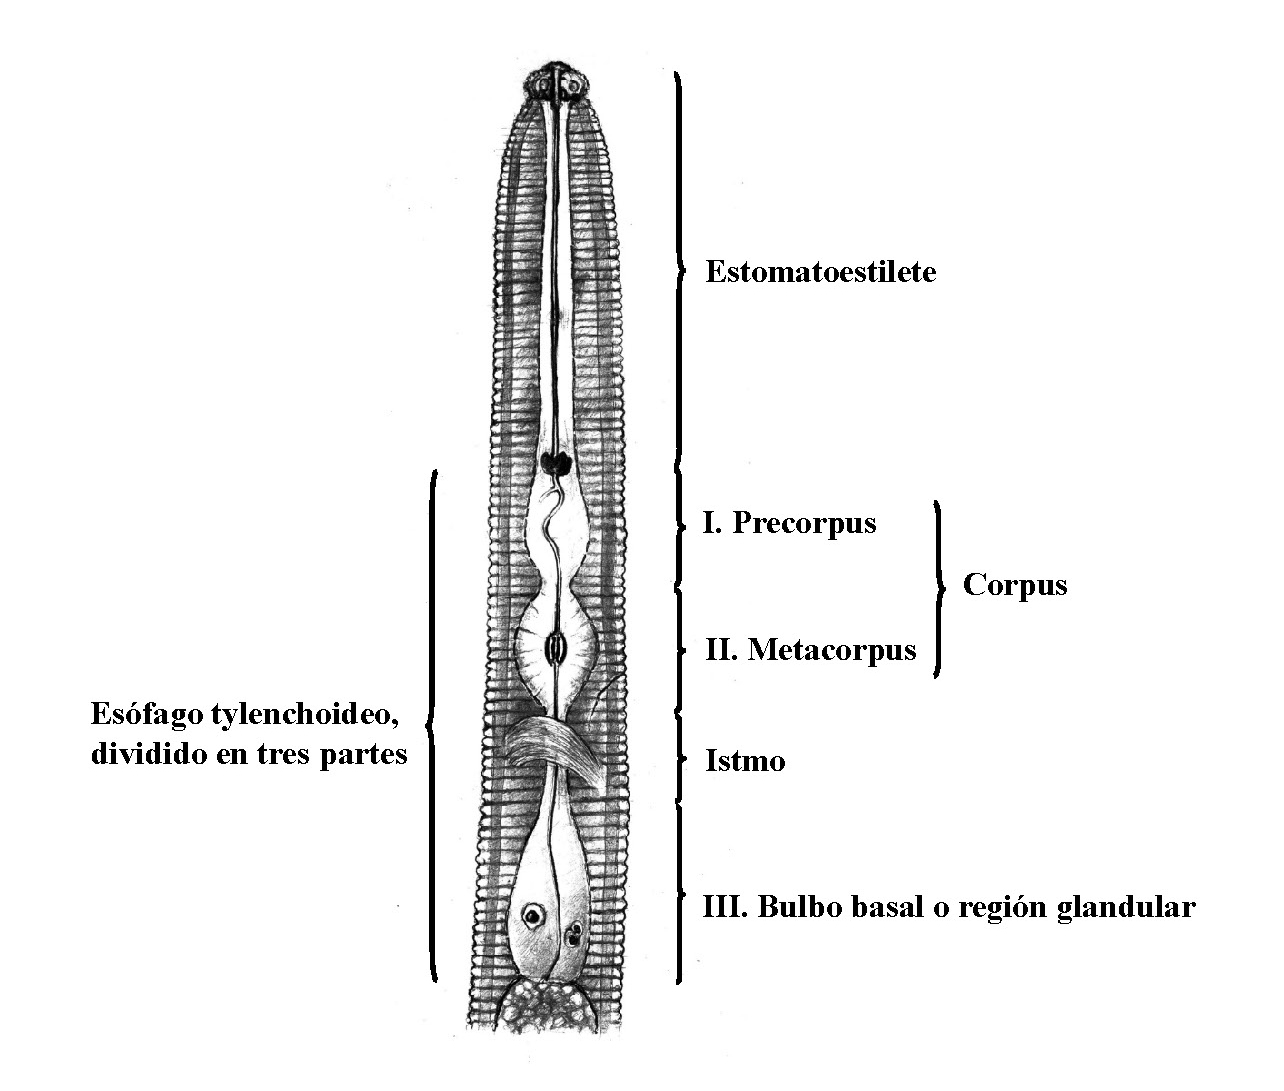 Estomatoestilete
I. Precorpus
Corpus
II. Metacorpus
Esófago tylenchoideo,
dividido en tres partes
Istmo
III. Bulbo basal o región glandular